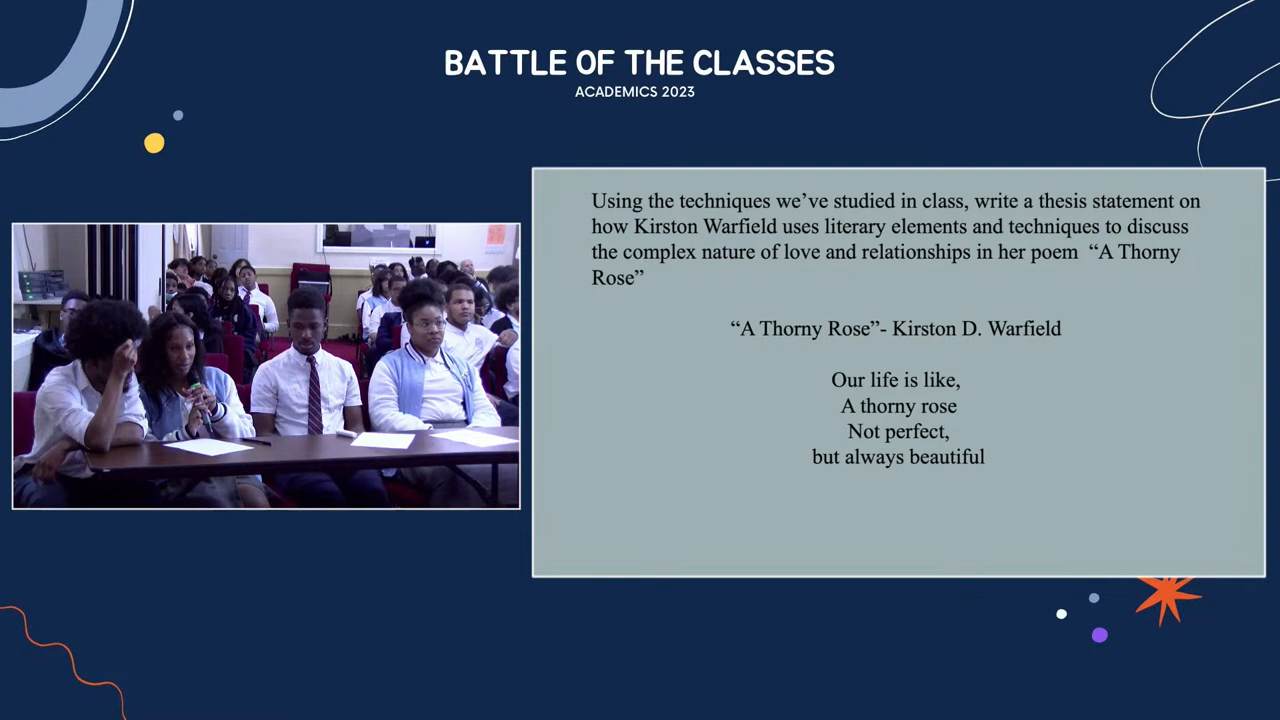 BATTLE OF THE CLASSES
ACADEMICS 2023
Using the techniques we’ve studied in class, write a thesis statement on
how Kirston Warfield uses literary elements and techniques to discuss
the complex nature of love and relationships in her poem “A Thorny
Rose”
“A Thorny Rose”- Kirston D. Warfield
Our life is like,
A thorny rose
Not perfect,
but always beautiful